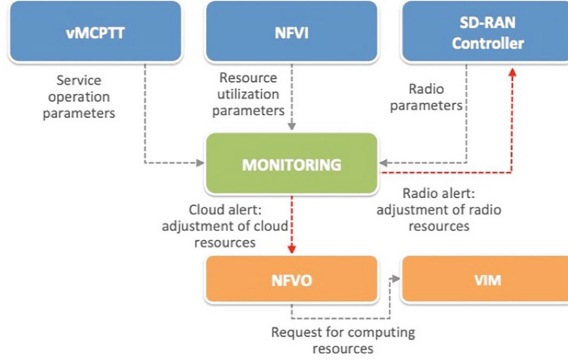 vMCPTT
NFVI
SD-RAN
Controller
Service
operation
parameters
Resource
utilization
parameters
Radio
parameters
MONITORING
Cloud alert:
adjustment of cloud
resources
Radio alert:
adjustment of radio
resources
NFVO
VIM
Request for computing
resources